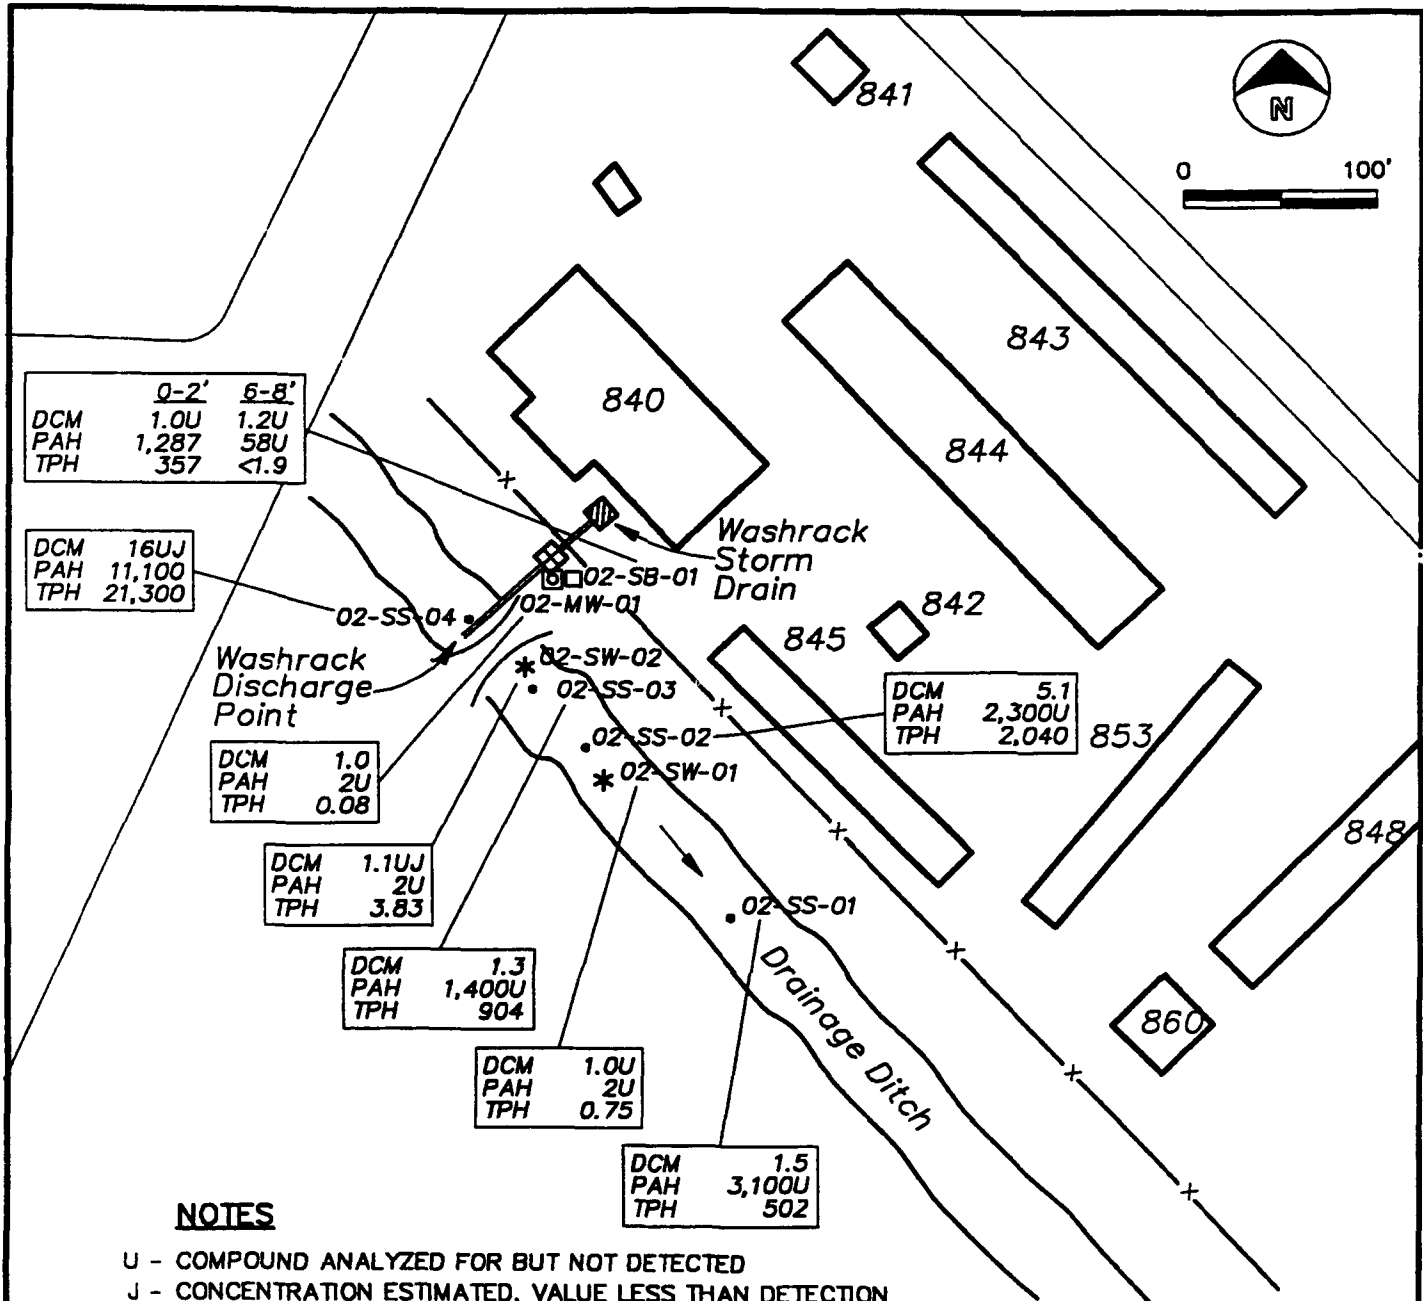 841
N
0 100'
843
840
844
0-2' 6-8'
DCM 1.0U 1.2U
PAH 1,287 58U
TPH 357 <1.9
DCM 16UJ
PAH 11,100
TPH 21,300
Washrack
Storm
Drain
02-SB-01
02-MW-01
02-SS-04
842
845
Washrack
Discharge
Point
02-SW-02
02-SS-03
DCM 5.1
PAH 2,300U
TPH 2,040
853
02-SS-02
02-SW-01
DCM 1.0
PAH 2U
TPH 0.08
848
DCM 1.1UJ
PAH 2U
TPH 3.83
02-SS-01
DCM 1.3
PAH 1,400U
TPH 904
Drainage Ditch
860
DCM 1.0U
PAH 2U
TPH 0.75
DCM 1.5
PAH 3,100U
TPH 502
NOTES
U - COMPOUND ANALYZED FOR BUT NOT DETECTED
J - CONCENTRATION ESTIMATED, VALUE LESS THAN DETECTION